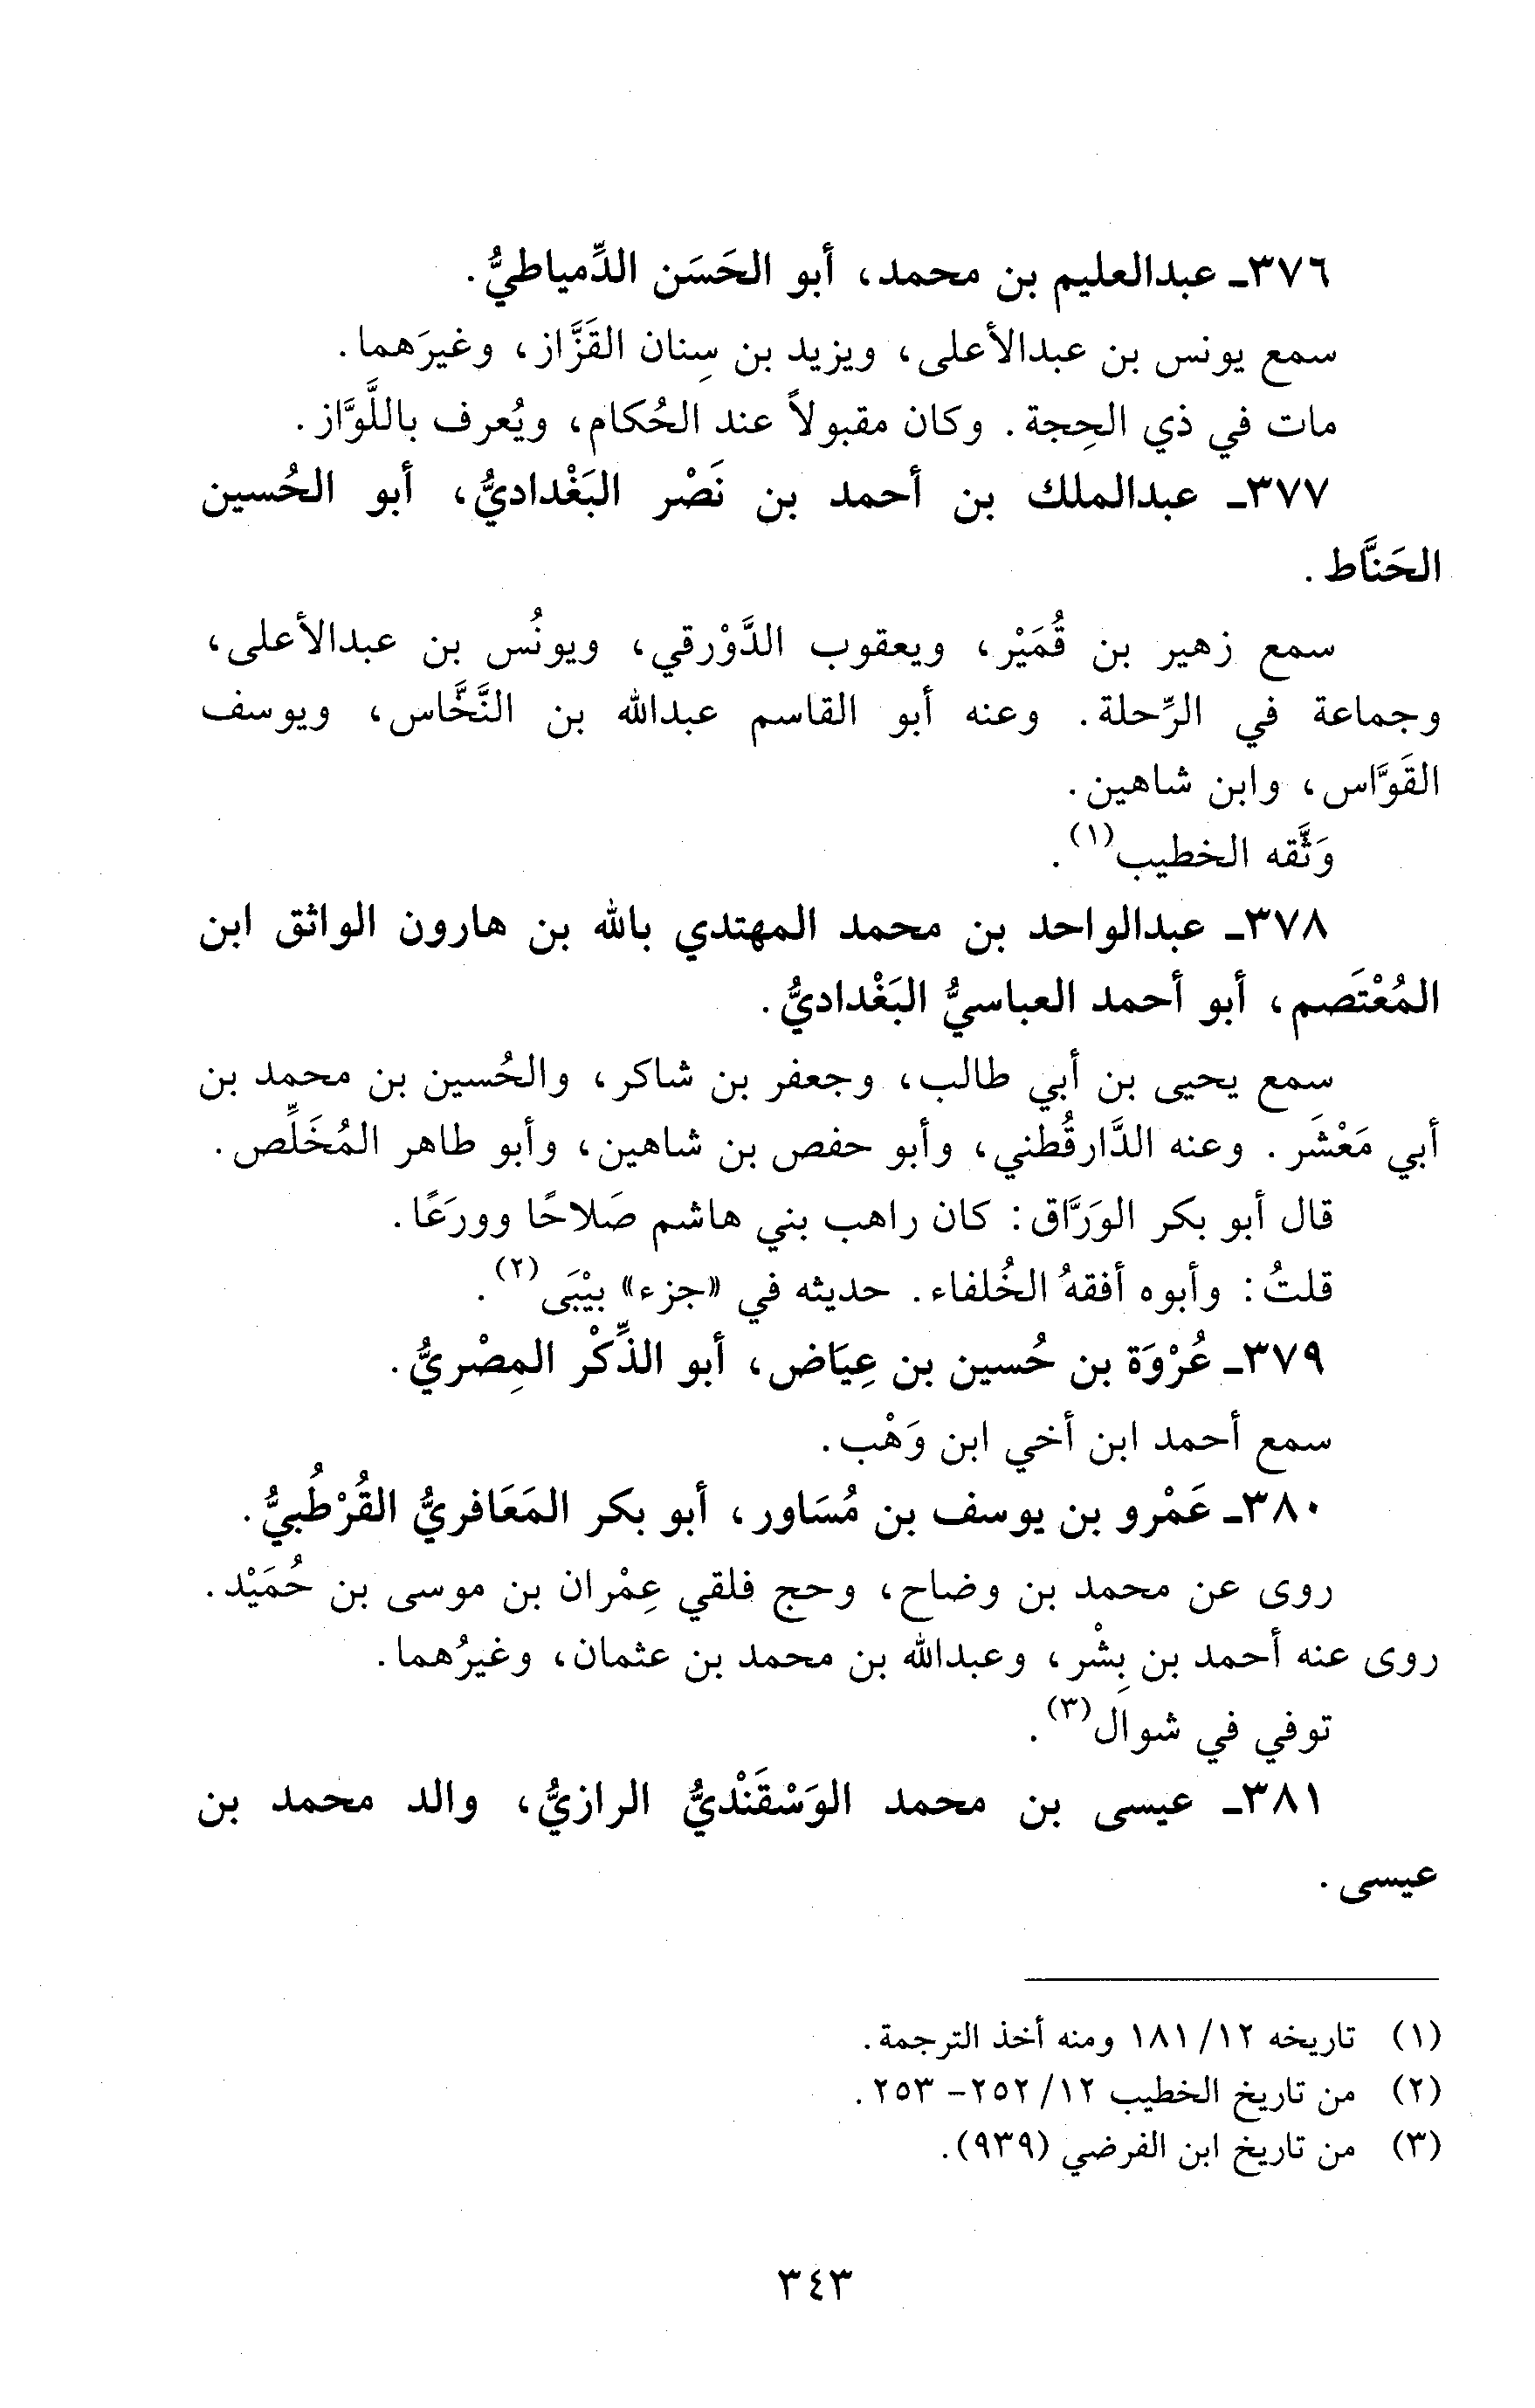 ٣٧٦ـ عبدالعليم بن محمد، أبو الحَسَن الدِّمياطيُّ.
سمع يونس بن عبدالأعلى، ويزيد بن سِنان القَزَّاز، وغيرَهما.
مات في ذي الحِجة. وكان مقبولاً عند الحُكام، ويُعرف باللَّوَّاز.
٣٧٧ـ عبدالملك بن أحمد بن نَصْر البَغْداديُّ، أبو الحُسين
الحَنَّاط.
سمع زهير بن قُمَيْر، ويعقوب الدَّوْرقي، ويونُس بن عبدالأعلى،
وجماعة في الرِّحلة. وعنه أبو القاسم عبدالله بن النَّخَّاس، ويوسف
القَوَّاس، وابن شاهين.
وَثَّقه الخطيب(١).
٣٧٨ـ عبدالواحد بن محمد المهتدي بالله بن هارون الواثق ابن
المُعْتَصم، أبو أحمد العباسيُّ البَغْداديُّ.
سمع يحيى بن أبي طالب، وجعفر بن شاكر، والحُسين بن محمد بن
أبي مَعْشَر. وعنه الدَّارقُطني، وأبو حفص بن شاهين، وأبو طاهر المُخَلِّص.
قال أبو بكر الوَرَّاق: كان راهب بني هاشم صَلاحًا وورَعًا.
قلتُ: وأبوه أفقهُ الخُلفاء. حديثه في «جزء» بيْبَى(٢).
٣٧٩ـ عُرْوَة بن حُسين بن عِيَاض، أبو الذِّكْر المِصْريُّ.
سمع أحمد ابن أخي ابن وَهْب.
٣٨٠ـ عَمْرو بن يوسف بن مُسَاور، أبو بكر المَعَافريُّ القُرْطُبيُّ.
روى عن محمد بن وضاح، وحج فلقي عِمْران بن موسى بن حُمَيْد.
روى عنه أحمد بن بِشْر، وعبدالله بن محمد بن عثمان، وغيرُهما.
توفي في شوال(٣).
٣٨١ـ عيسى بن محمد الوَسْقَنْديُّ الرازيُّ، والد محمد بن
عيسى.
(١) تاريخه ١٢/ ١٨١ ومنه أخذ الترجمة.
(٢) من تاريخ الخطيب ١٢/ ٢٥٢- ٢٥٣.
(٣) من تاريخ ابن الفرضي (٩٣٩).
٣٤٣